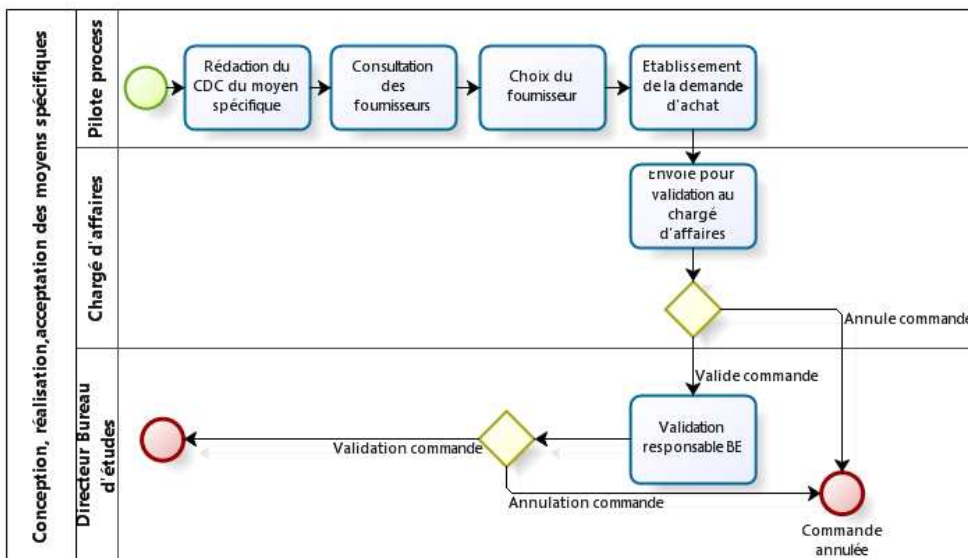 Conception, réalisation,acceptation des moyens spécifiques
Pilote process
Rédaction du
CDC du moyen
spécifique
Consultation
des
fournisseurs
Choix du
fournisseur
Etablissement
de la demande
d'achat
Chargé d'affaires
Envoie pour
validation au
chargé
d'affaires
Annule commande
Valide commande
Directeur Bureau
d'études
Validation
responsable BE
Validation commande
Annulation commande
Commande
annulée